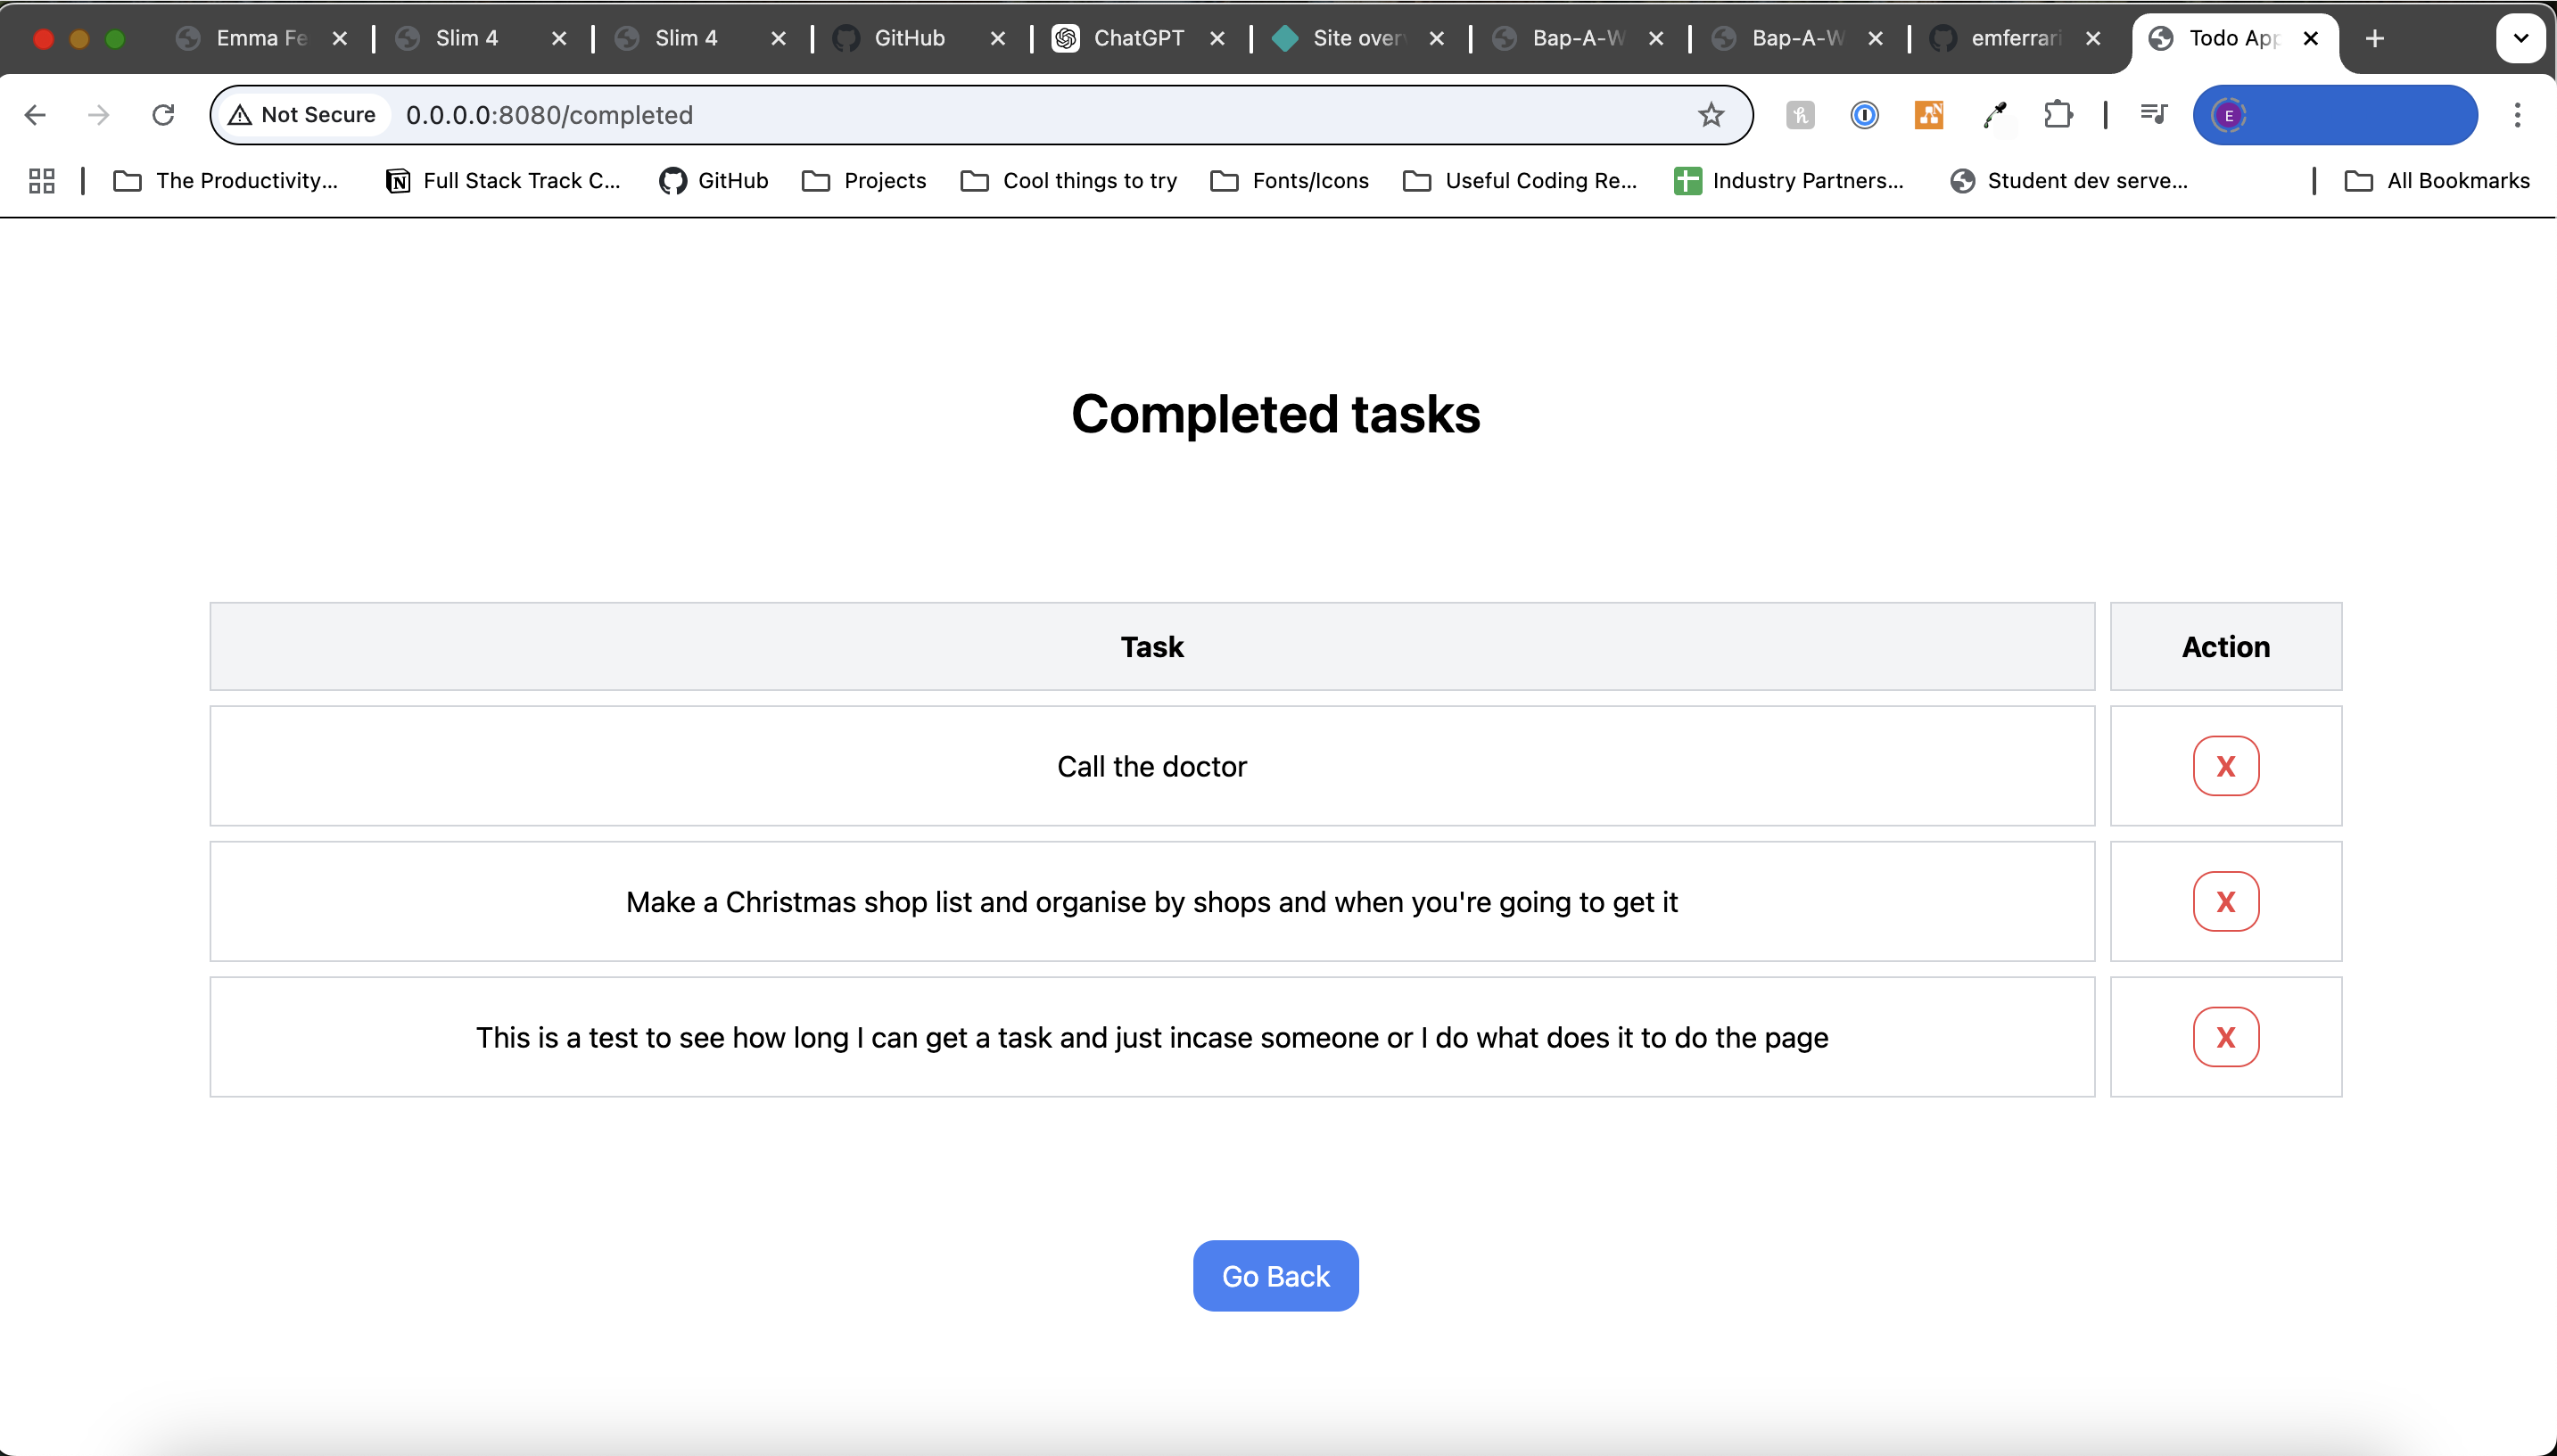 Emma Fe
Slim 4
Slim 4
GitHub
ChatGPT
Site over
Bap-A-W
Bap-A-W
emferrari
Todo App
Not Secure
0.0.0.0:8080/completed
E
The Productivity...
Full Stack Track C...
GitHub
Projects
Cool things to try
Fonts/Icons
Useful Coding Re...
Industry Partners...
Student dev serve...
All Bookmarks
Completed tasks
Task
Action
Call the doctor
X
Make a Christmas shop list and organise by shops and when you're going to get it
X
This is a test to see how long I can get a task and just incase someone or I do what does it to do the page
X
Go Back